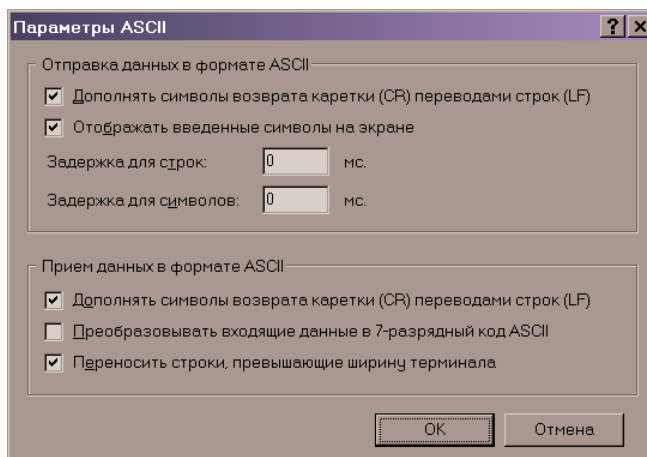 Параметры ASCII
Отправка данных в формате ASCII
Дополнять символы возврата каретки (CR) переводами строк (LF)
Отображать введенные символы на экране
Задержка для строк: 0 мс.
Задержка для символов: 0 мс.
Прием данных в формате ASCII
Дополнять символы возврата каретки (CR) переводами строк (LF)
Преобразовывать входящие данные в 7-разрядный код ASCII
Переносить строки, превышающие ширину терминала
OK Отмена